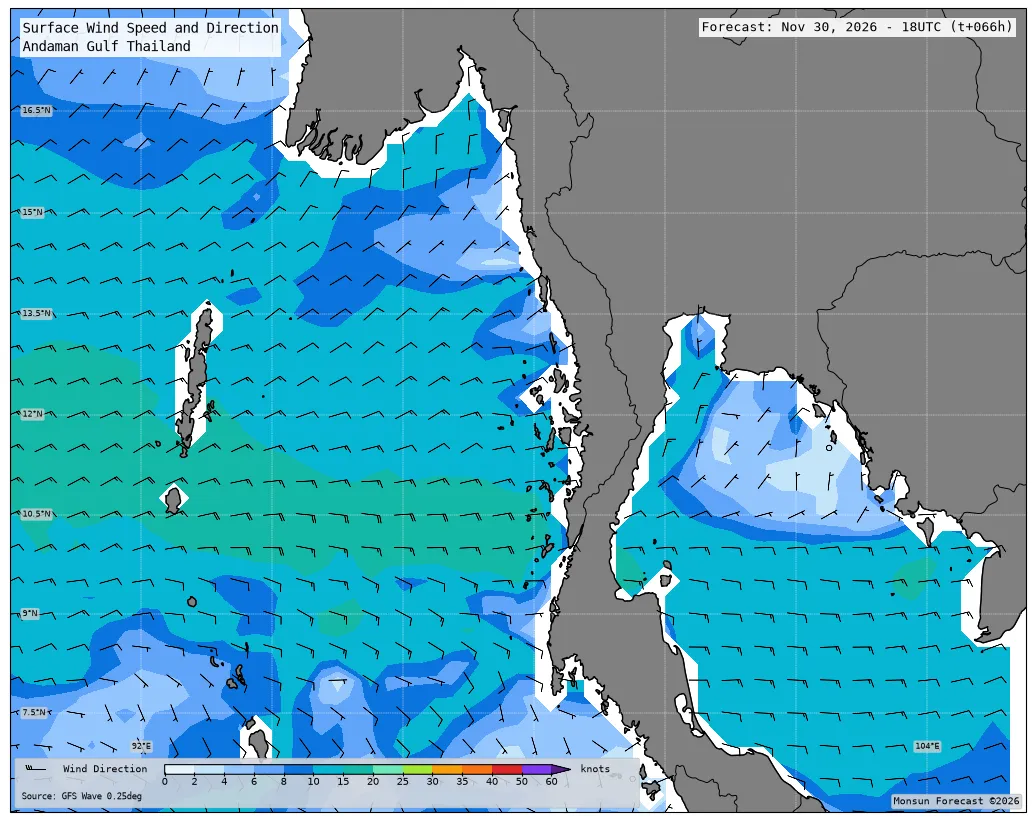 Surface Wind Speed and Direction
Andaman Gulf Thailand
Forecast: Nov 30, 2026 - 18UTC (t+066h)
16.5°N
15°N
13.5°N
12°N
10.5°N
9°N
7.5°N
92°E
104°E
Wind Direction
knots
0 2 4 6 8 10 15 20 25 30 35 40 50 60
Source: GFS Wave 0.25deg
Monsun Forecast ©2026